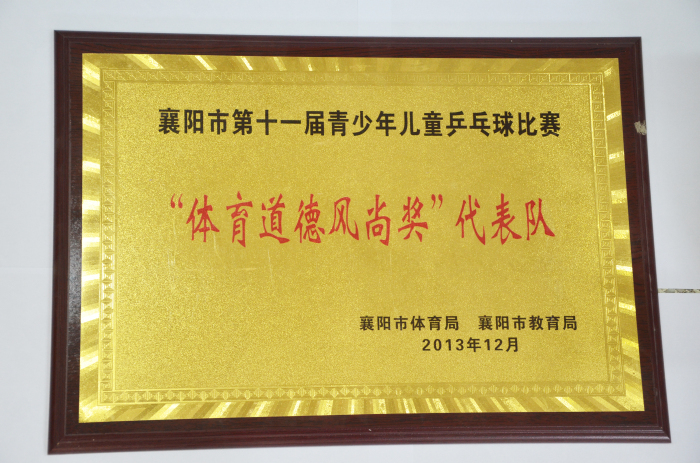 襄阳市第十一届青少年儿童乒乓球比赛
“体育道德风尚奖”代表队
襄阳市体育局 襄阳市教育局
2013年12月